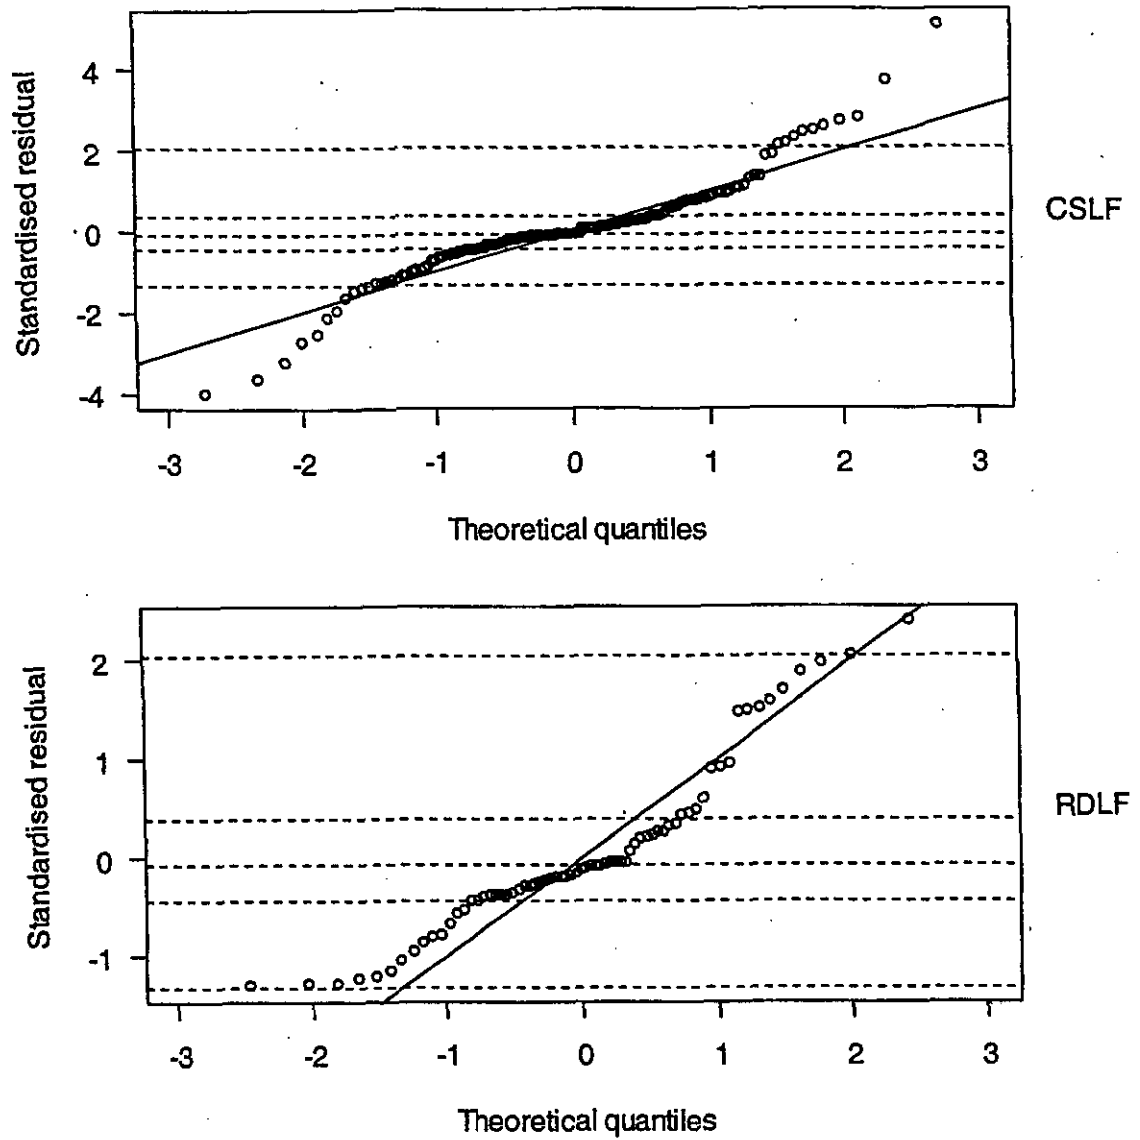 Standardised residual
4
2
0
-2
-4
-3 -2 -1 0 1 2 3
Theoretical quantiles
CSLF
Standardised residual
2
1
0
-1
-3 -2 -1 0 1 2 3
Theoretical quantiles
RDLF